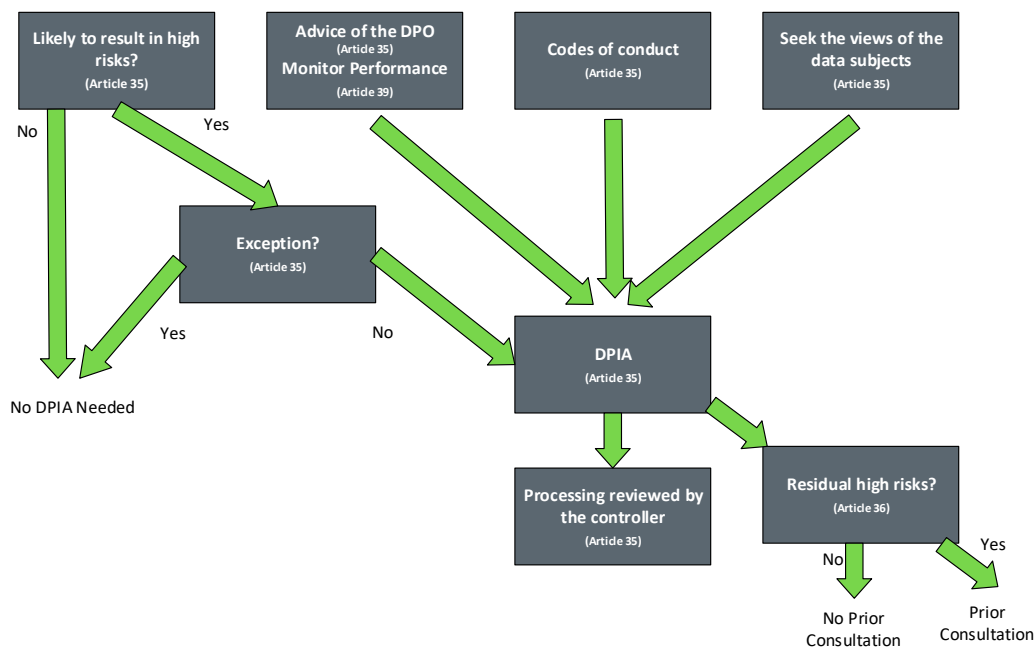 Likely to result in high
risks?
(Article 35)
Advice of the DPO
(Article 35)
Monitor Performance
(Article 39)
Codes of conduct
(Article 35)
Seek the views of the
data subjects
(Article 35)
No
Yes
Exception?
(Article 35)
Yes
No
No DPIA Needed
DPIA
(Article 35)
Processing reviewed by
the controller
(Article 35)
Residual high risks?
(Article 36)
No
Yes
No Prior
Consultation
Prior
Consultation